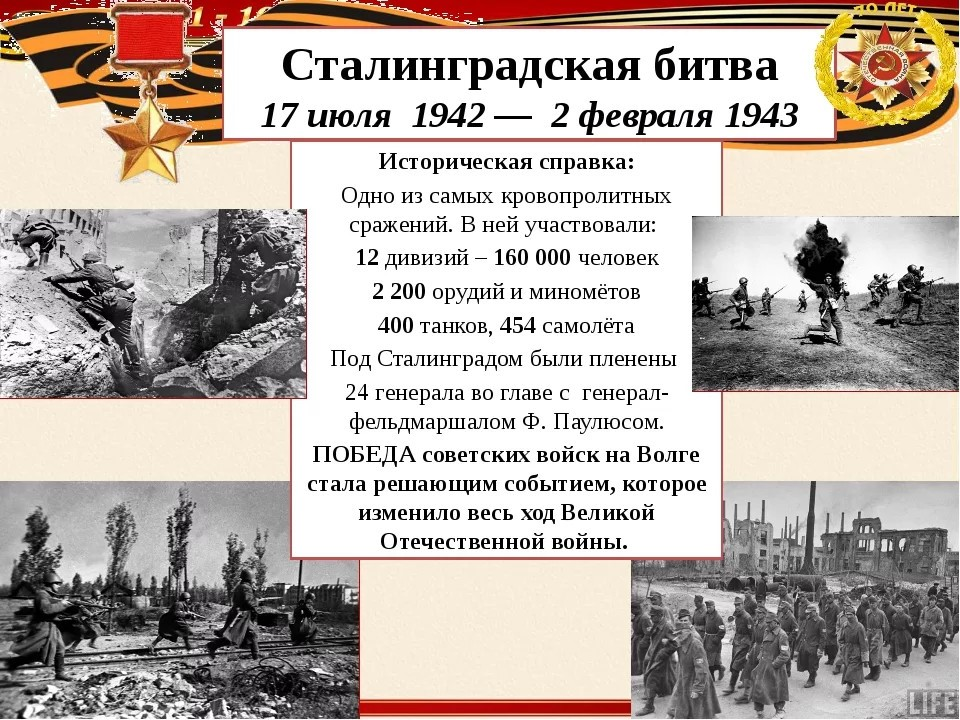 Сталинградская битва
17 июля 1942 — 2 февраля 1943
Историческая справка:
Одно из самых кровопролитных
сражений. В ней участвовали:
12 дивизий – 160 000 человек
2 200 орудий и миномётов
400 танков, 454 самолёта
Под Сталинградом были пленены
24 генерала во главе с генерал-
фельдмаршалом Ф. Паулюсом.
ПОБЕДА советских войск на Волге
стала решающим событием, которое
изменило весь ход Великой
Отечественной войны.
LIFE